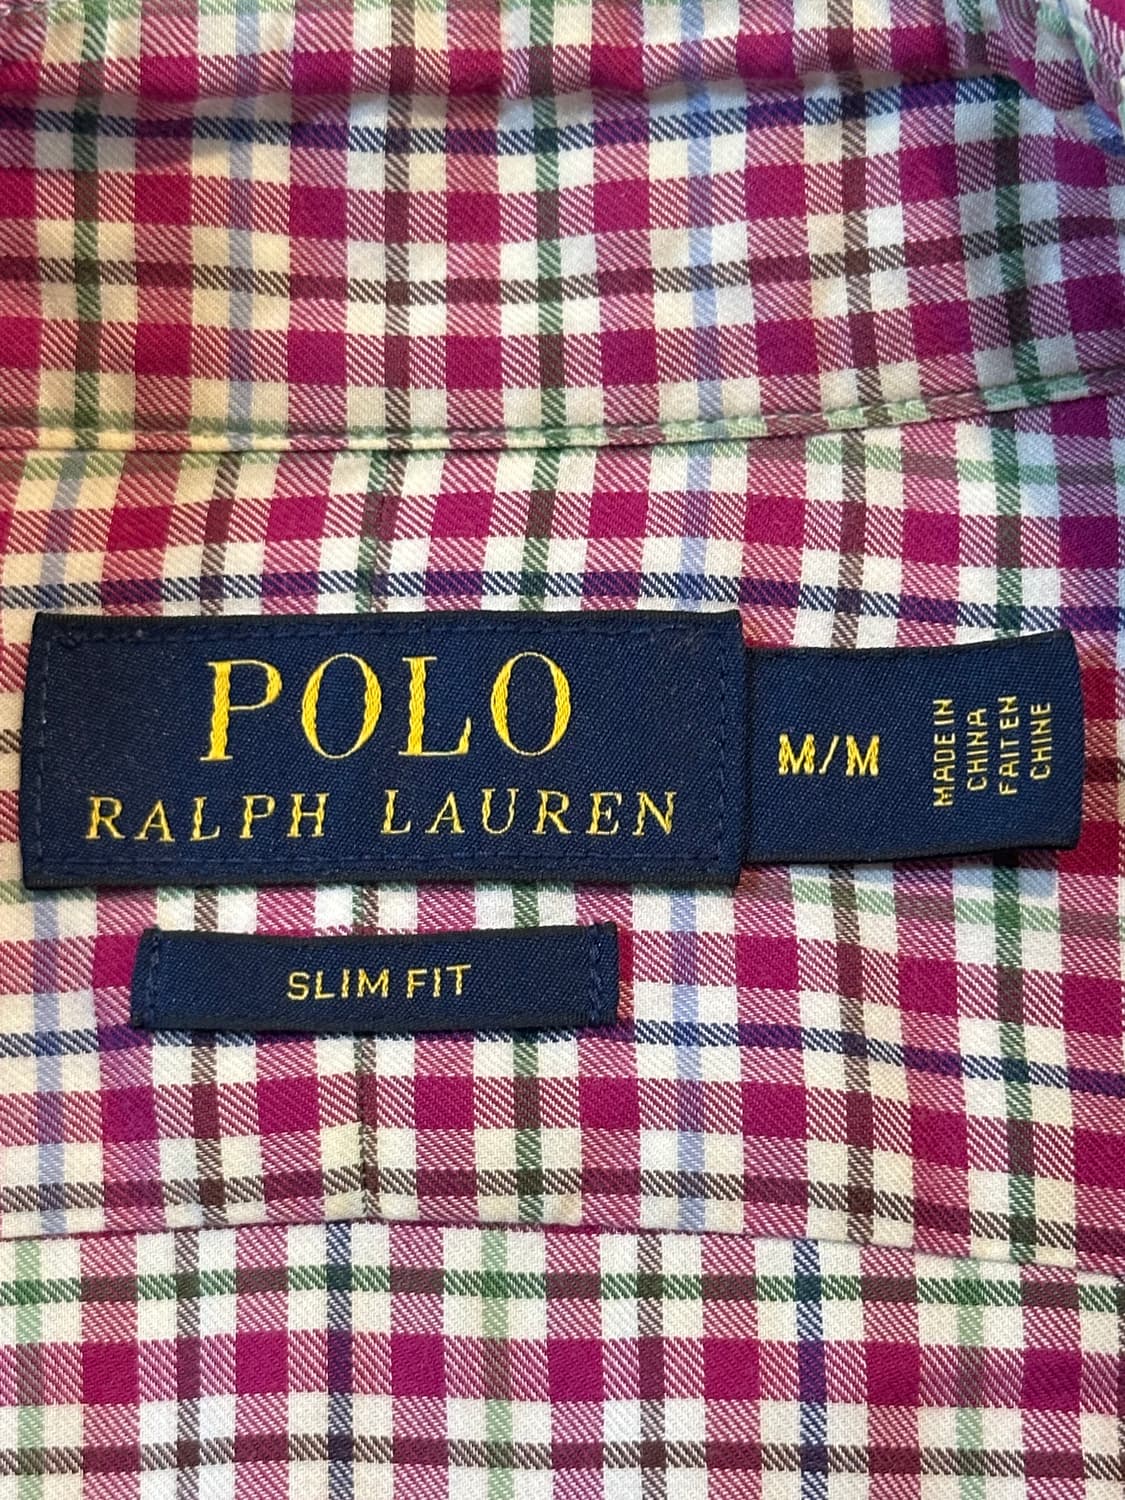 POLO
RALPH LAUREN
M/M
MADE IN
CHINA
FAIT EN
CHINE
SLIM FIT